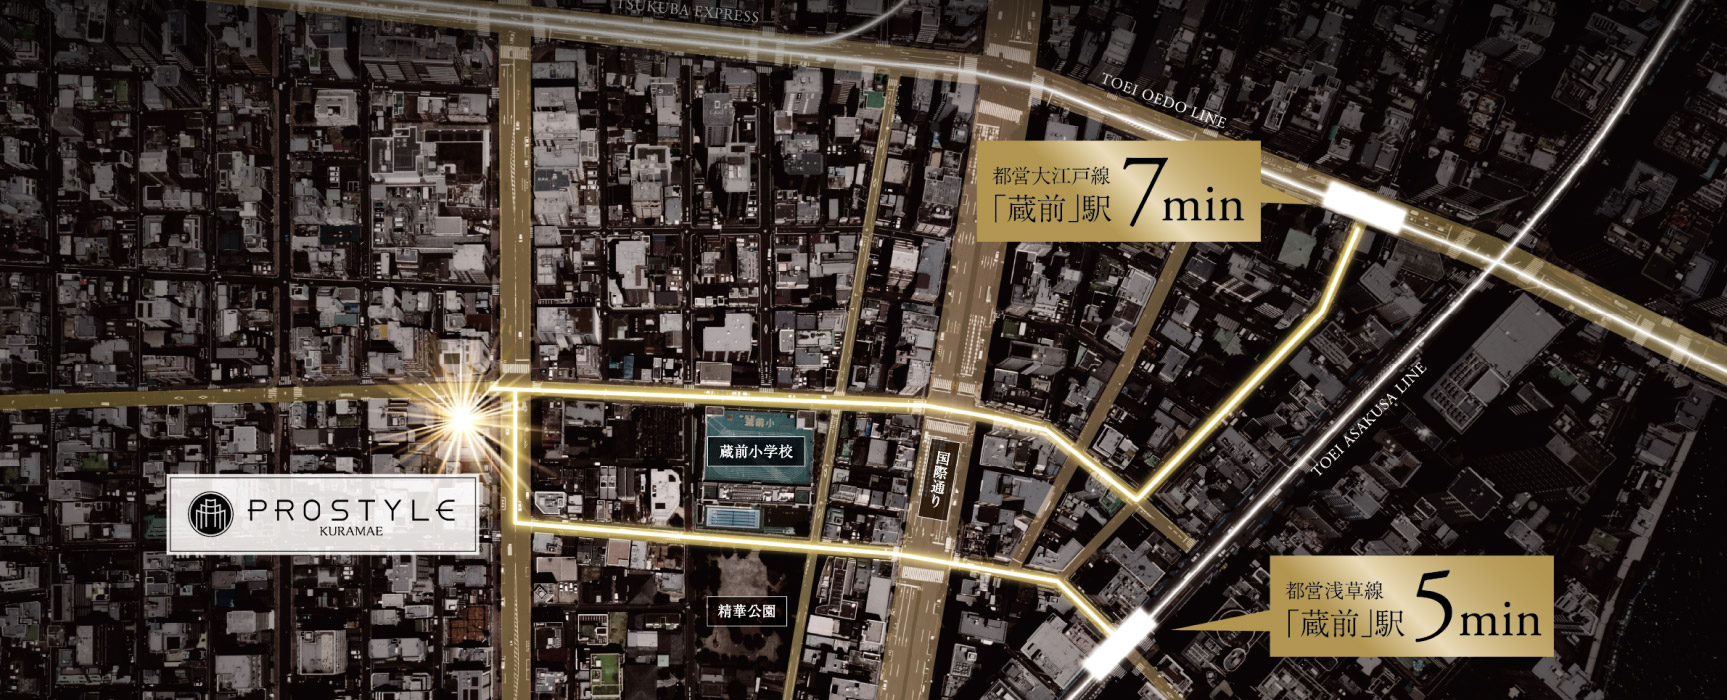 TSUKUBA EXPRESS
TOEI OEDO LINE
都営大江戸線
「蔵前」駅 7min
TOEI ASAKUSA LINE
蔵前小
蔵前小学校
国際通り
PROSTYLE
KURAMAE
都営浅草線
「蔵前」駅 5min
精華公園